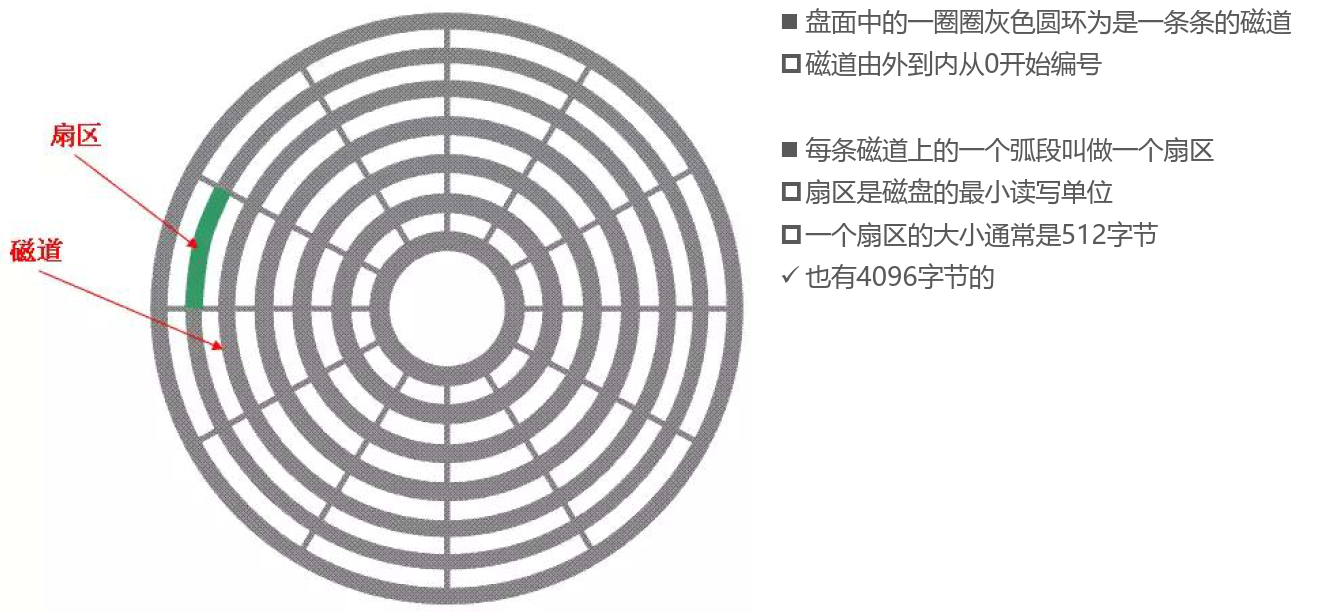 扇区
磁道
■ 盘面中的一圈圈灰色圆环为是一条条的磁道
磁道由外到内从0开始编号
■ 每条磁道上的一个弧段叫做一个扇区
扇区是磁盘的最小读写单位
一个扇区的大小通常是512字节
✓ 也有4096字节的